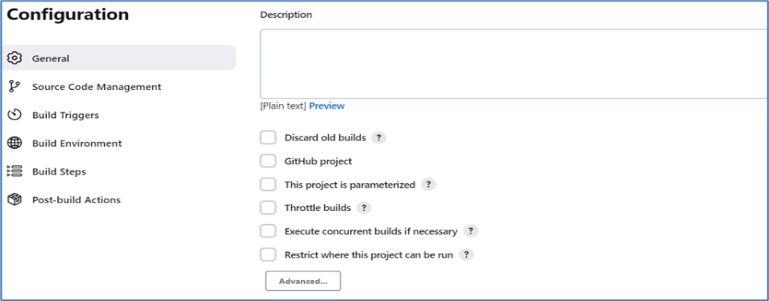 Configuration
General
Source Code Management
Build Triggers
Build Environment
Build Steps
Post-build Actions
Description
[Plain text] Preview
Discard old builds ?
GitHub project
This project is parameterized ?
Throttle builds ?
Execute concurrent builds if necessary ?
Restrict where this project can be run ?
Advanced...